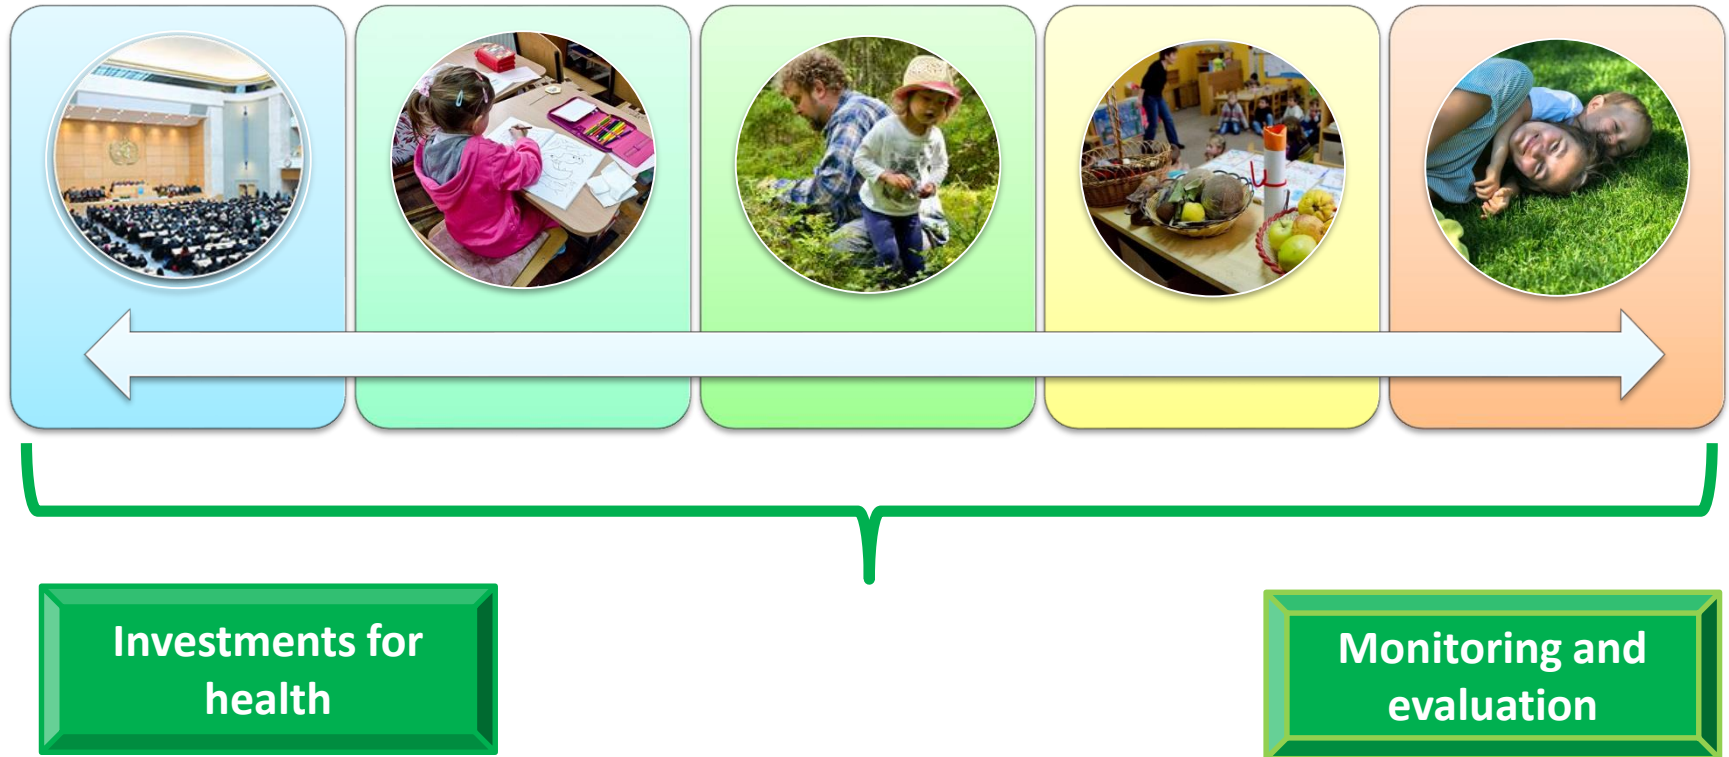 Investments for
health
Monitoring and
evaluation